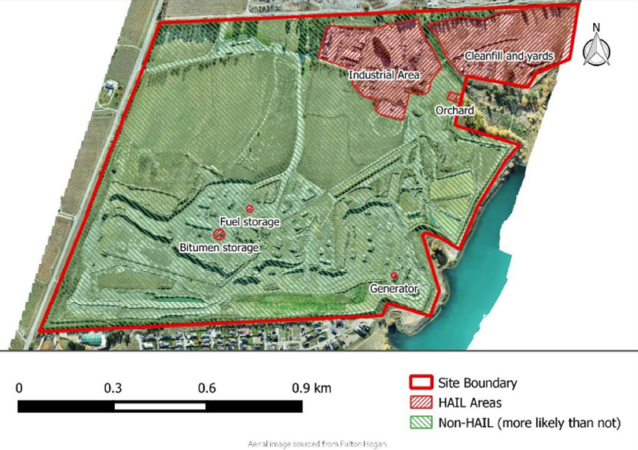 N
Cleanfill and yards
Industrial Area
Orchard
Fuel storage
Bitumen storage
Generator
0 0.3 0.6 0.9 km
Site Boundary
HAIL Areas
Non-HAIL (more likely than not)
Aerial image sourced from Fulton Hogan.